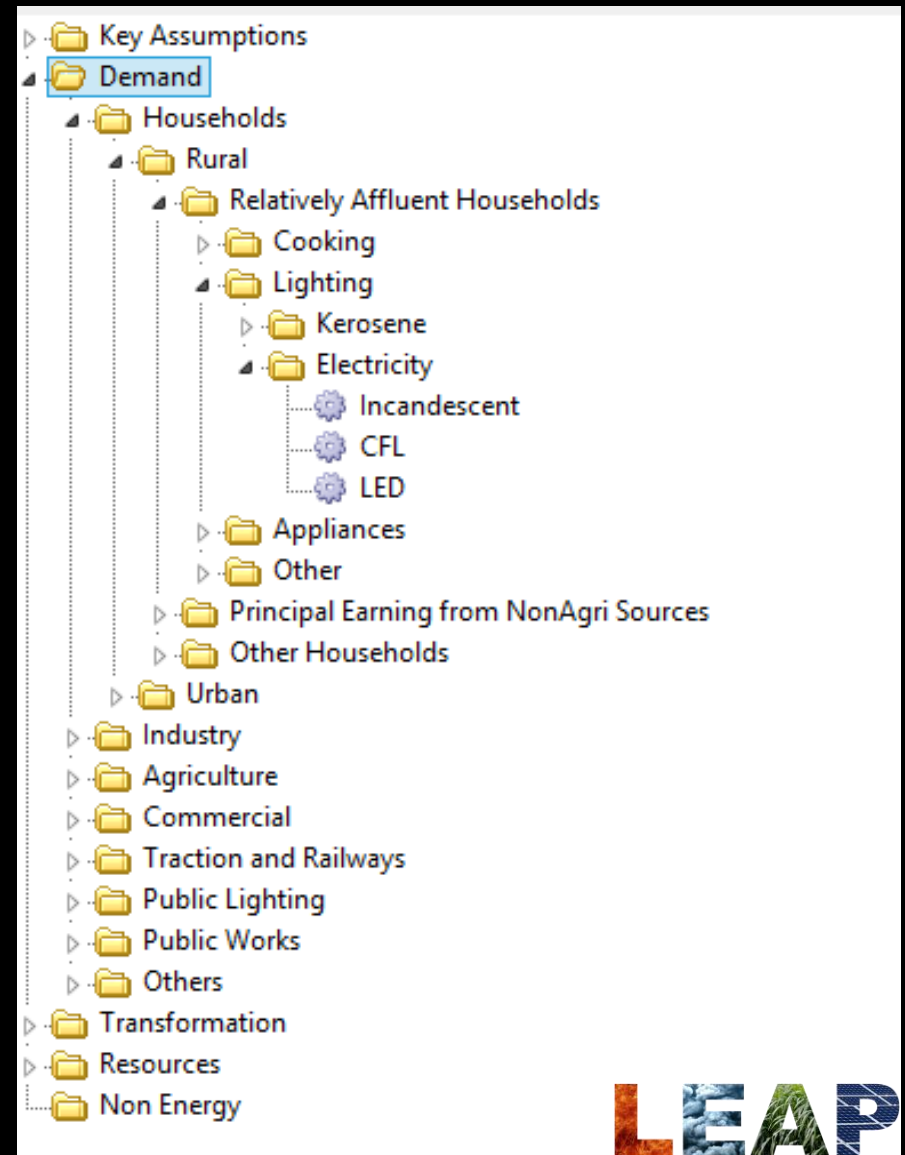 Key Assumptions
Demand
Households
Rural
Relatively Affluent Households
Cooking
Lighting
Kerosene
Electricity
Incandescent
CFL
LED
Appliances
Other
Principal Earning from NonAgri Sources
Other Households
Urban
Industry
Agriculture
Commercial
Traction and Railways
Public Lighting
Public Works
Others
Transformation
Resources
Non Energy
LEAP